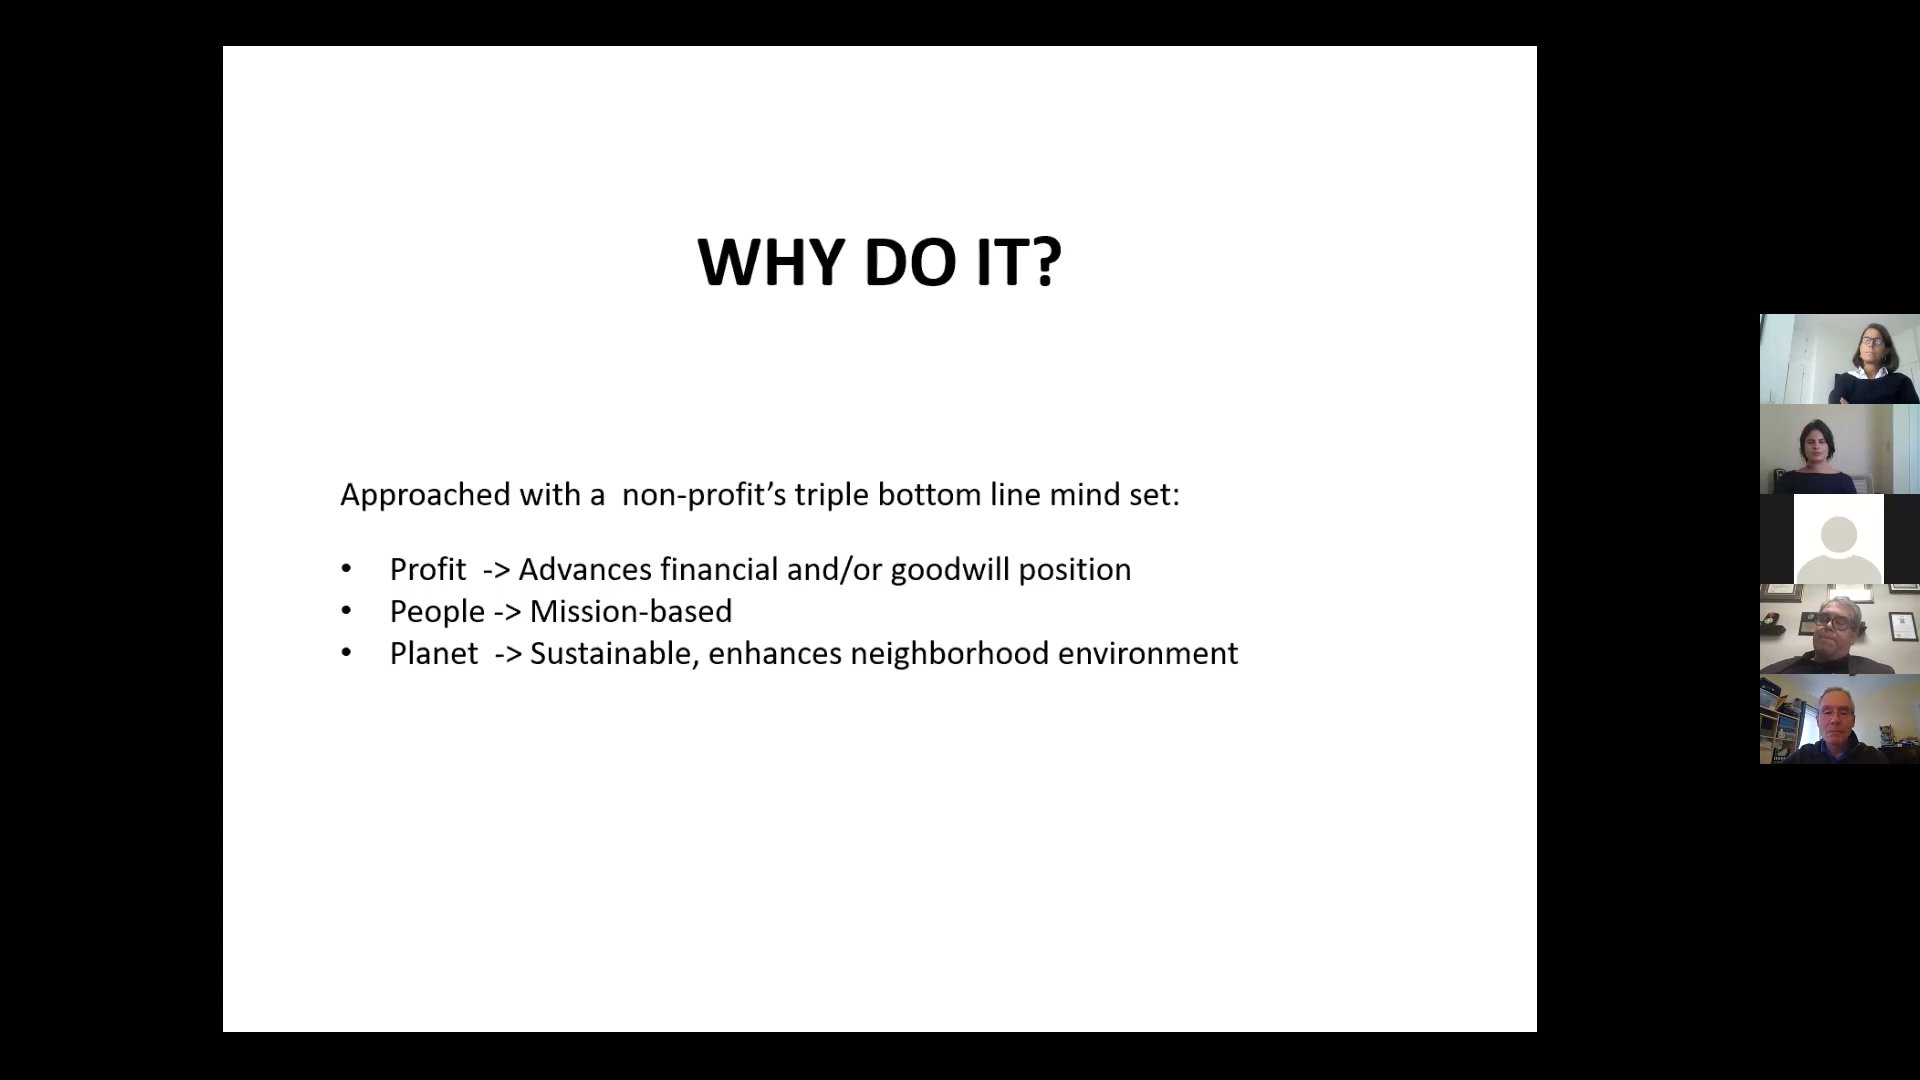 WHY DO IT?
Approached with a  non-profit’s triple bottom line mind set:
• Profit  -> Advances financial and/or goodwill position
• People -> Mission-based
• Planet  -> Sustainable, enhances neighborhood environment